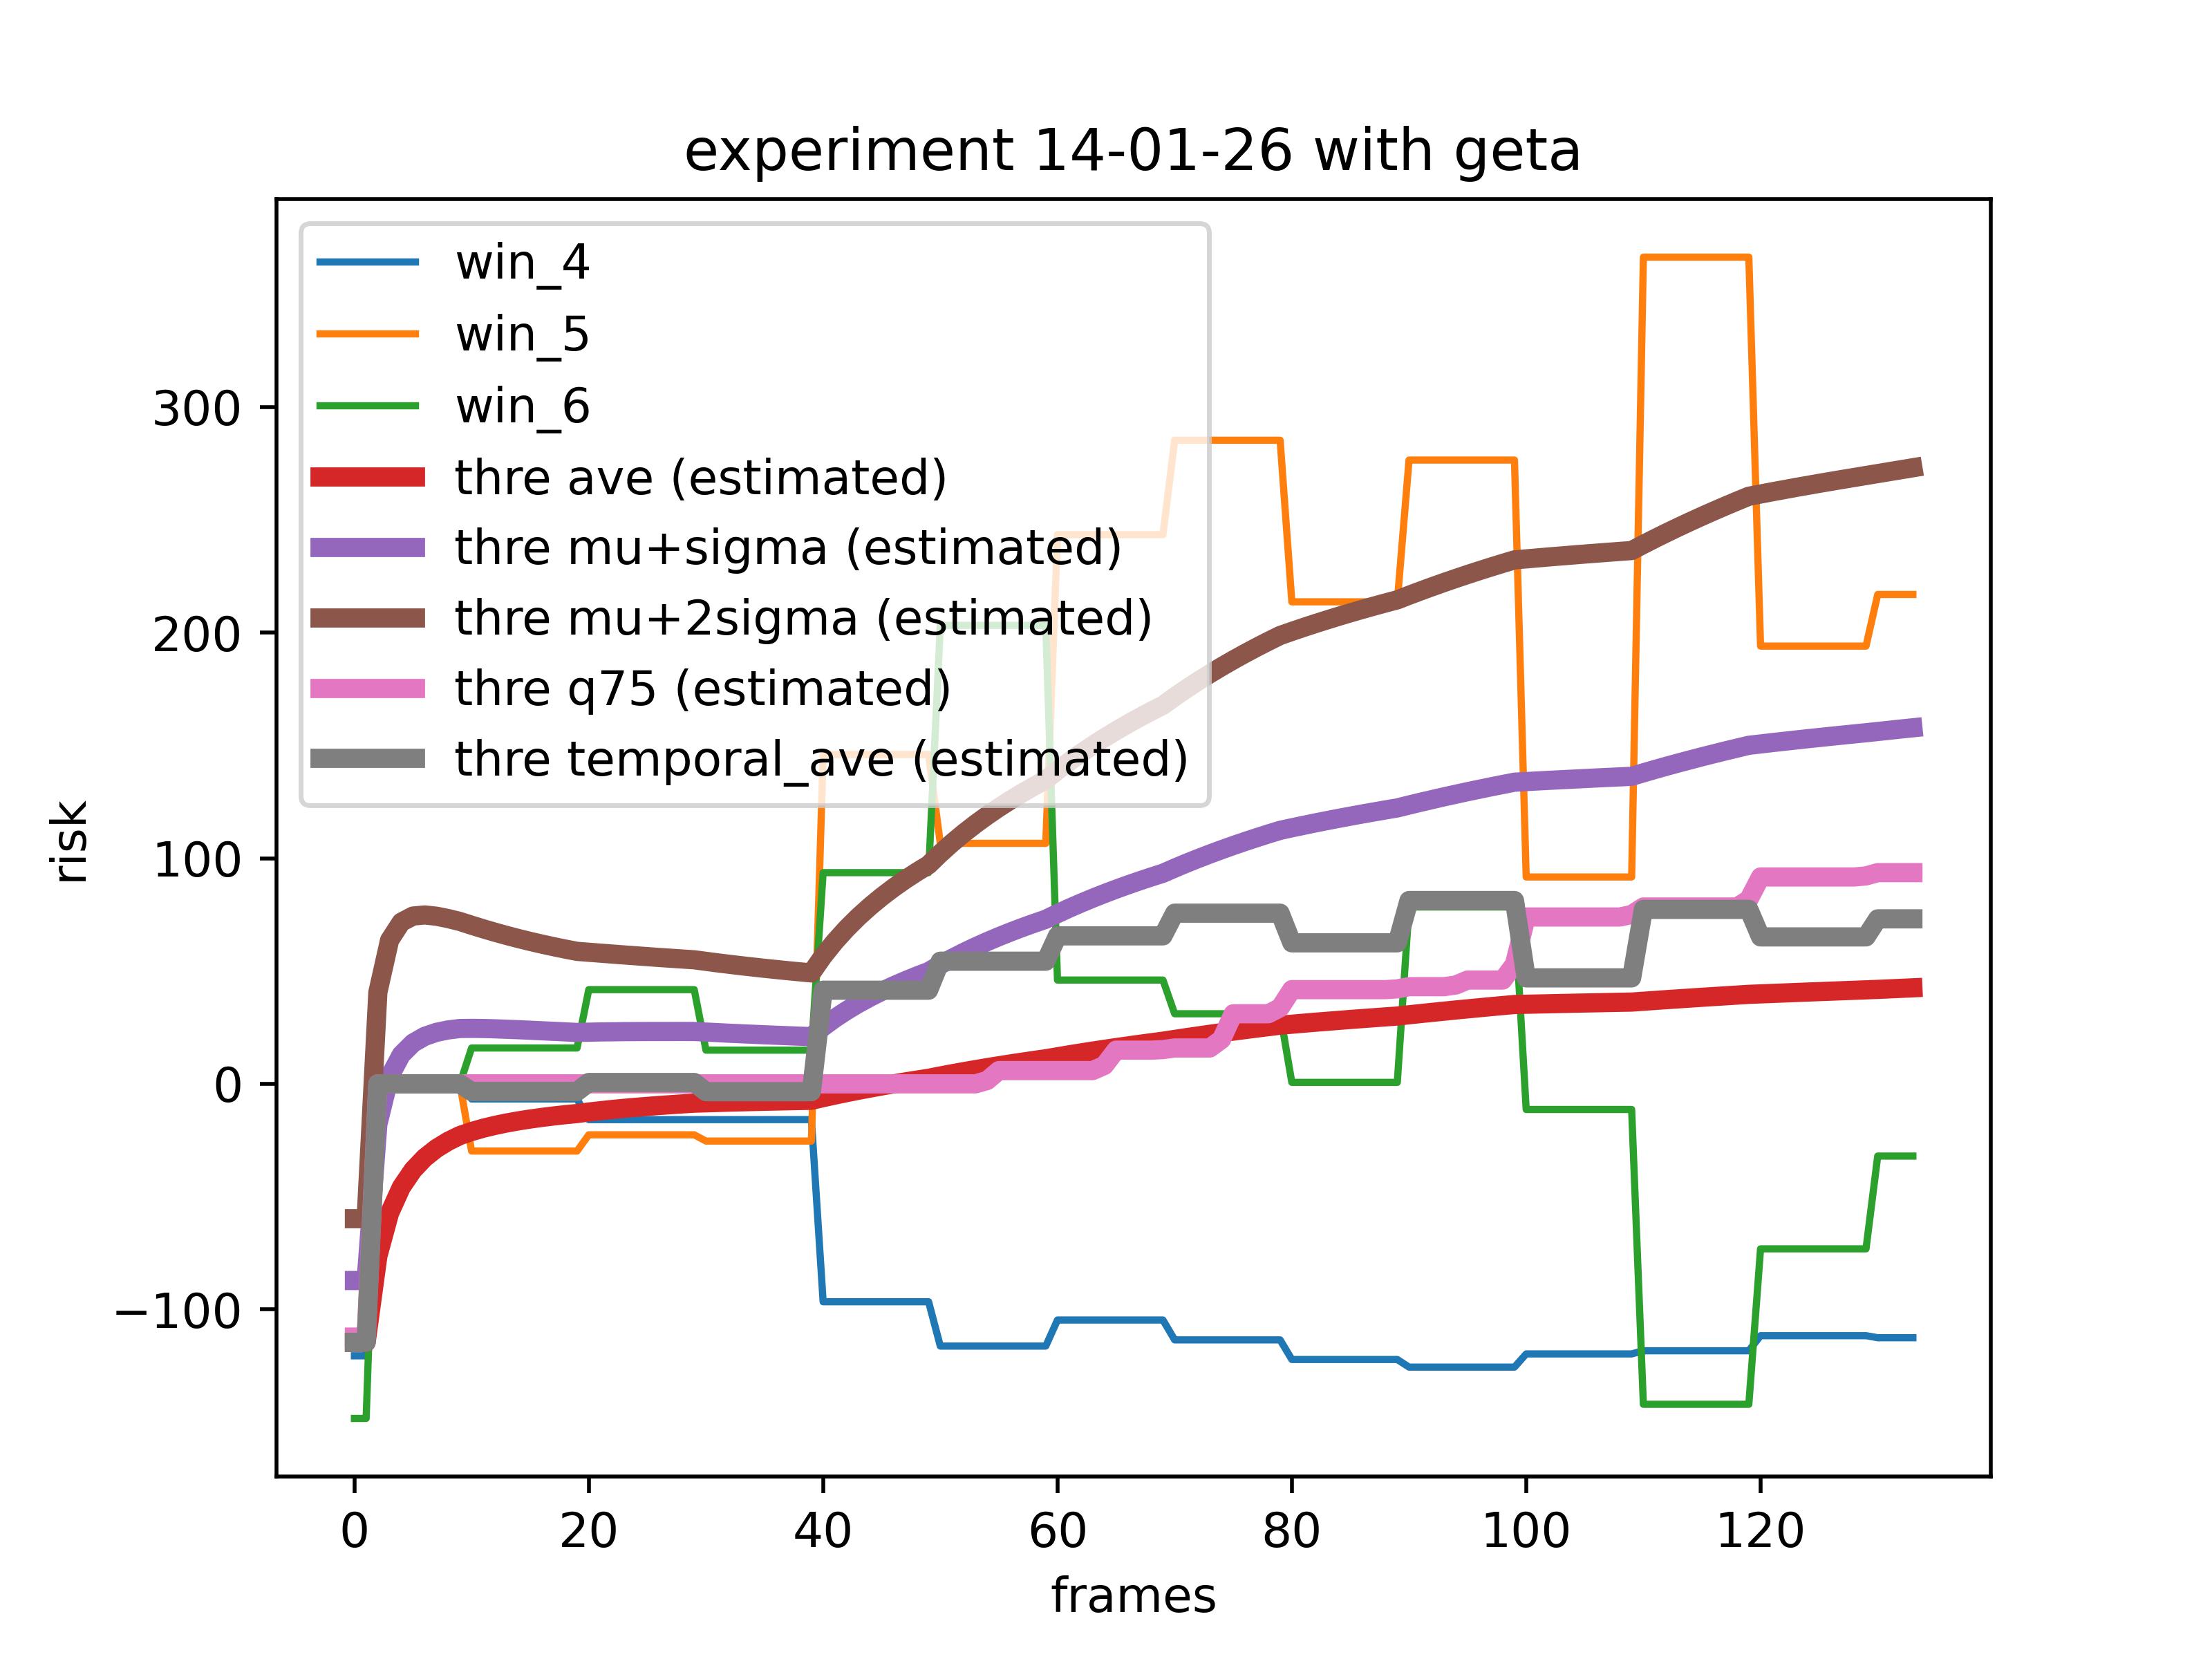 experiment 14-01-26 with geta
win_4
win_5
win_6
thre ave (estimated)
thre mu+sigma (estimated)
thre mu+2sigma (estimated)
thre q75 (estimated)
thre temporal_ave (estimated)
risk
300
200
100
0
−100
0 20 40 60 80 100 120
frames